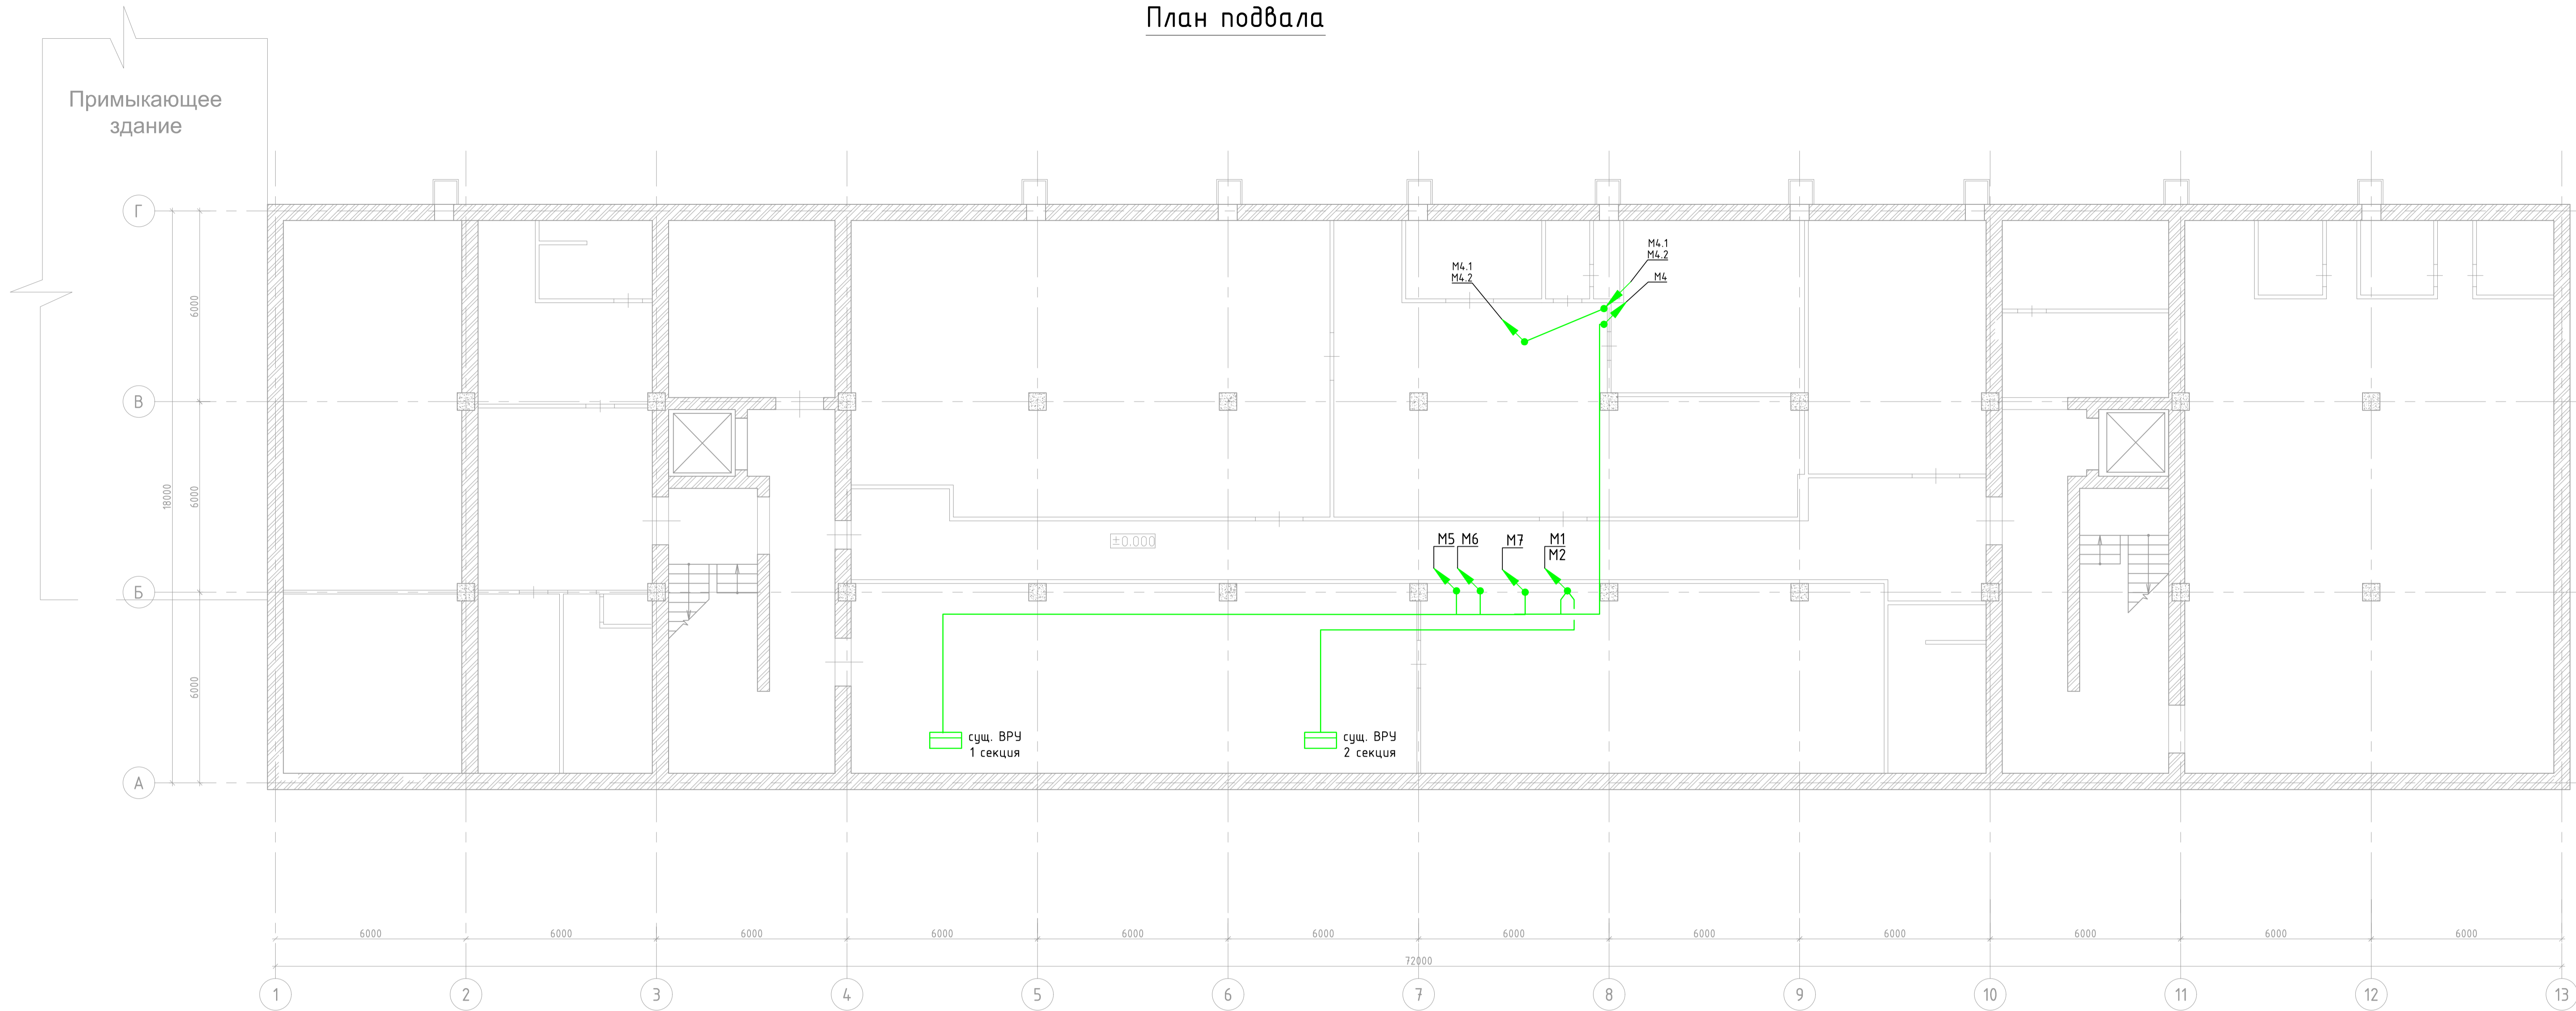 План подвала
Примыкающее
здание
Г
В
Б
А
6000
6000
6000
18000
М4.1
М4.2
М4
М4.1
М4.2
±0.000
М5
М6
М7
М1
М2
сущ. ВРУ
1 секция
сущ. ВРУ
2 секция
6000
6000
6000
6000
6000
6000
6000
6000
6000
6000
6000
6000
72000
1
2
3
4
5
6
7
8
9
10
11
12
13